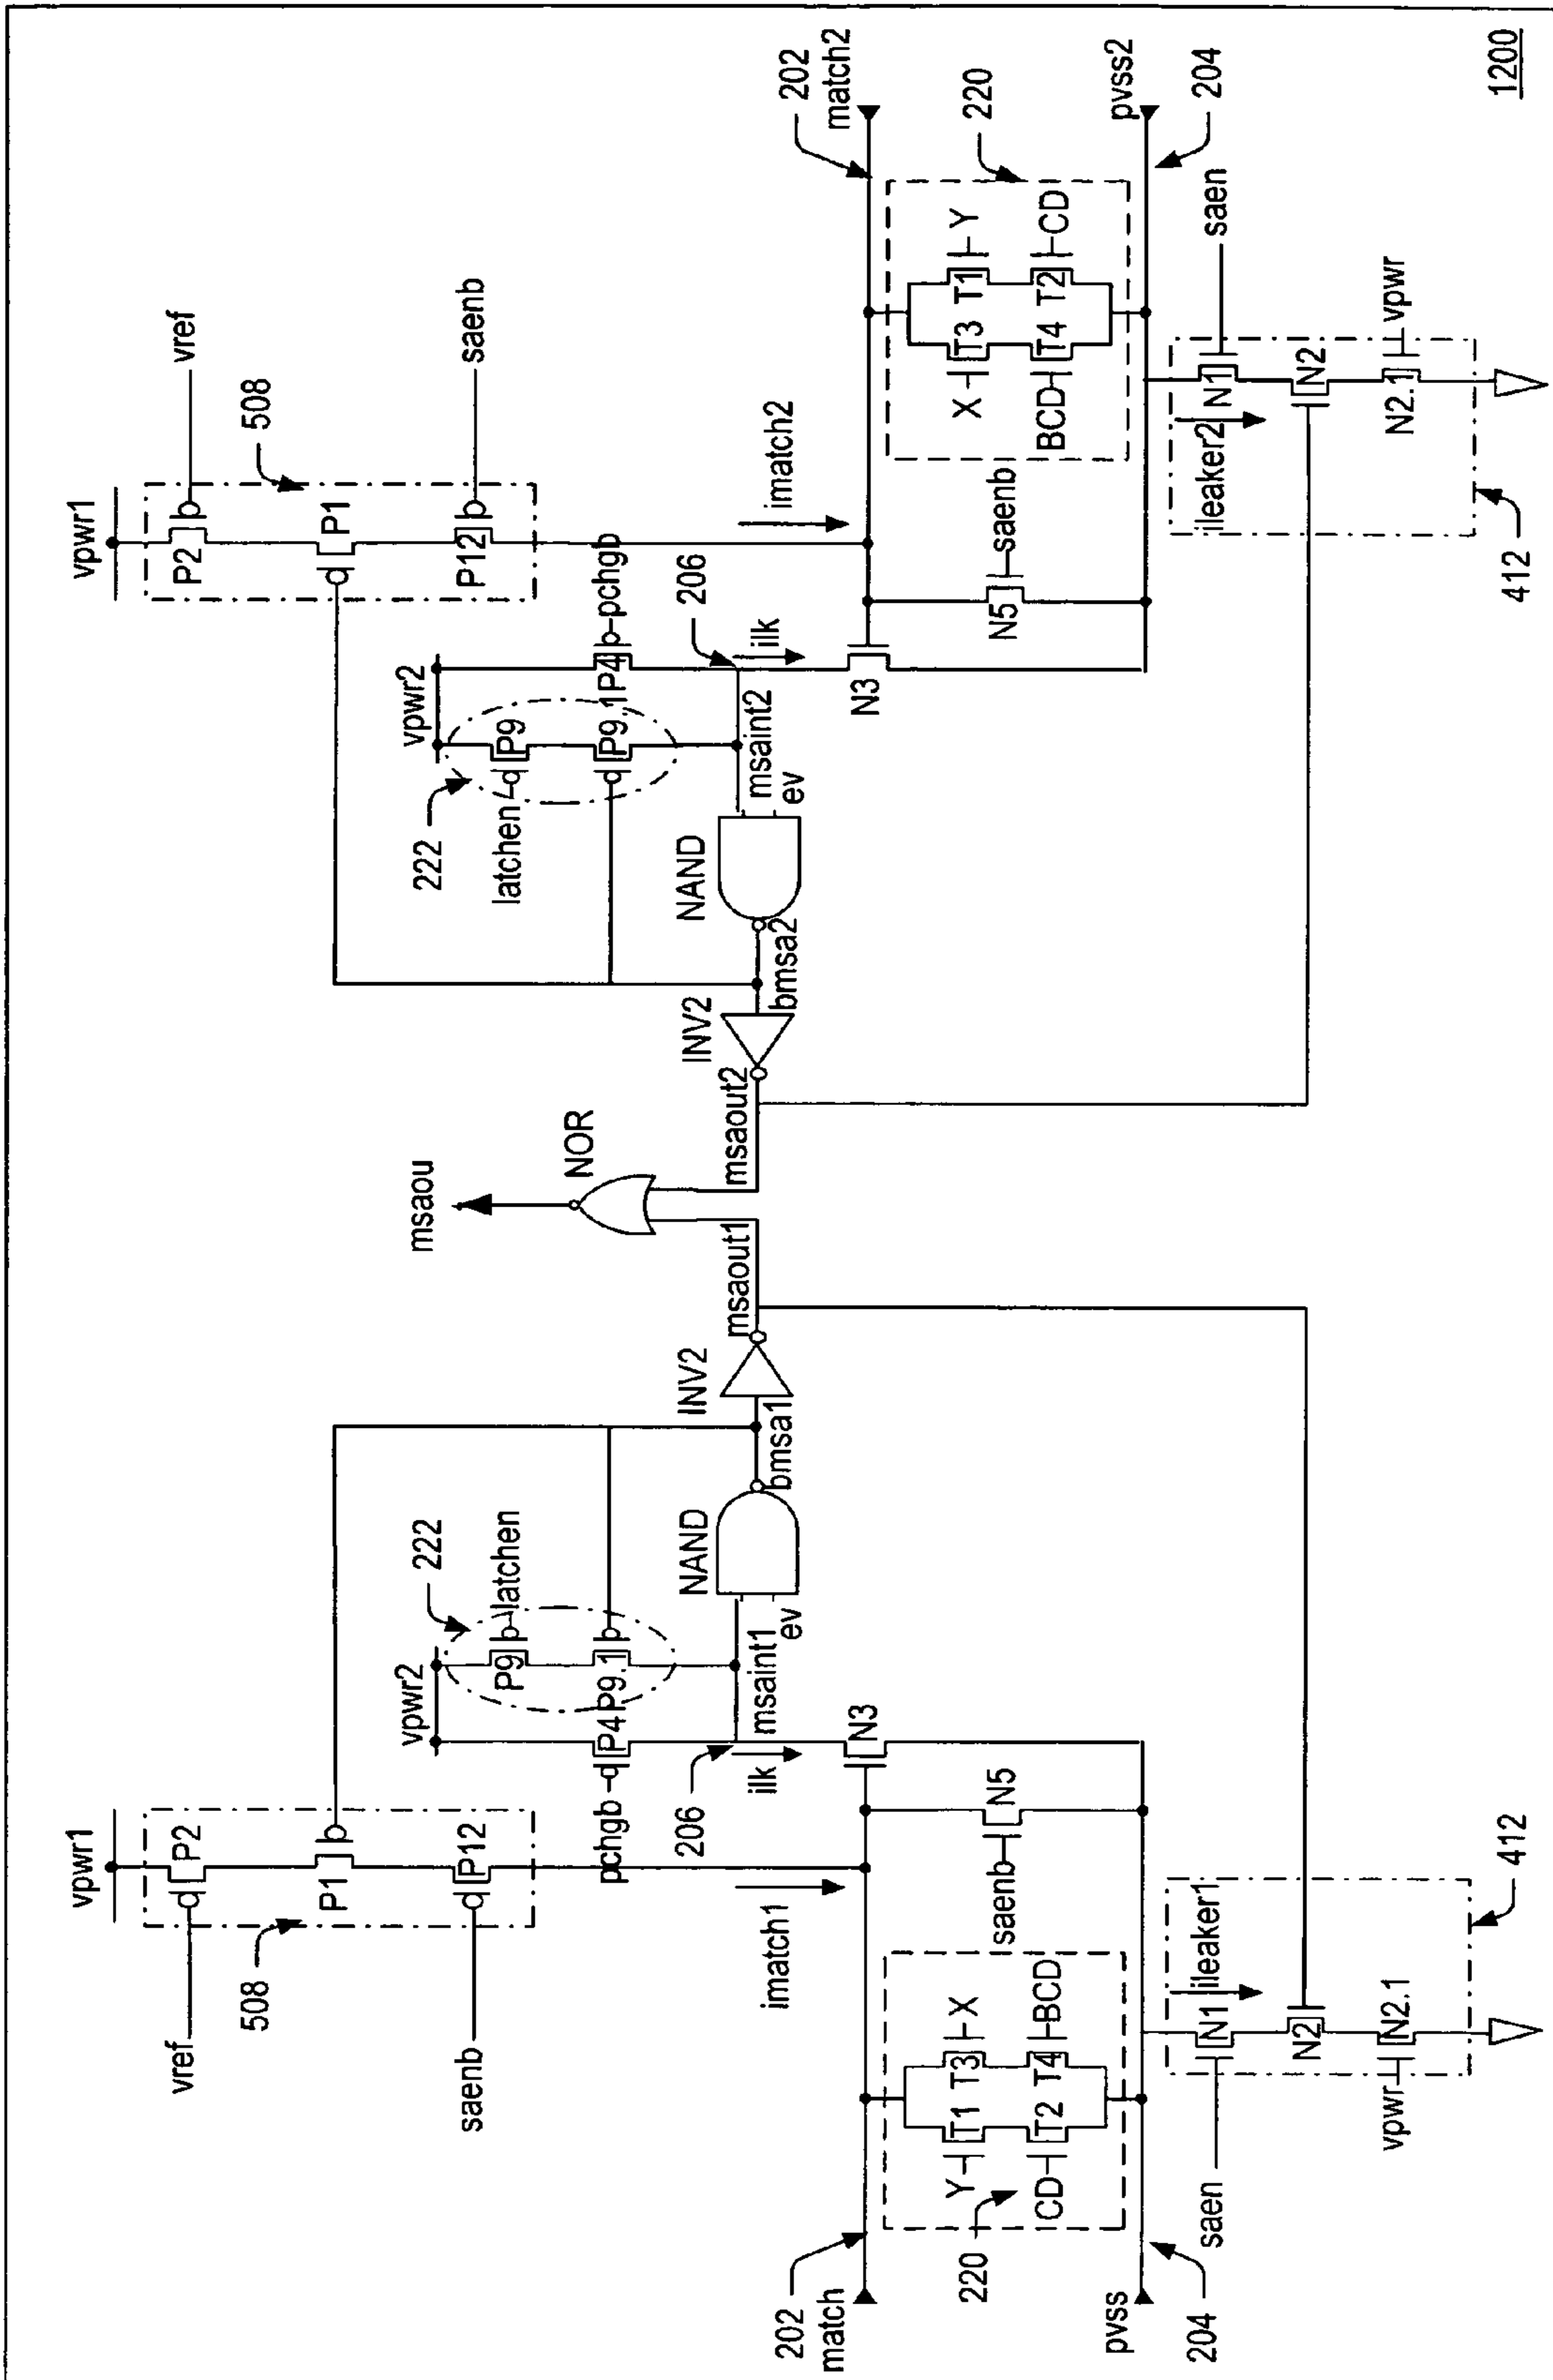 vpwr1
vref
P2
508
P1
saenb
P12
vpwr2
222
P9
latchen
pchgb
P4
P9.1
206
msaint1
ilk
ev
NAND
bmsa1
INV2
msaout1
imatch1
202
match
N3
saenb
N5
Y
T1
T3
X
CD
T2
T4
BCD
220
pvss
204
saen
N1
ileaker1
N2
vpwr
N2.1
412
msaou
NOR
vpwr1
P2
vref
508
P1
P12
saenb
vpwr2
222
latchen
P9
P9.1
P4
pchgb
206
msaint2
ilk
ev
NAND
bmsa2
INV2
msaout2
imatch2
202
match2
N3
N5
saenb
X
T3
T1
Y
BCD
T4
T2
CD
220
pvss2
204
saen
ileaker2
N1
N2
N2.1
vpwr
412
1200